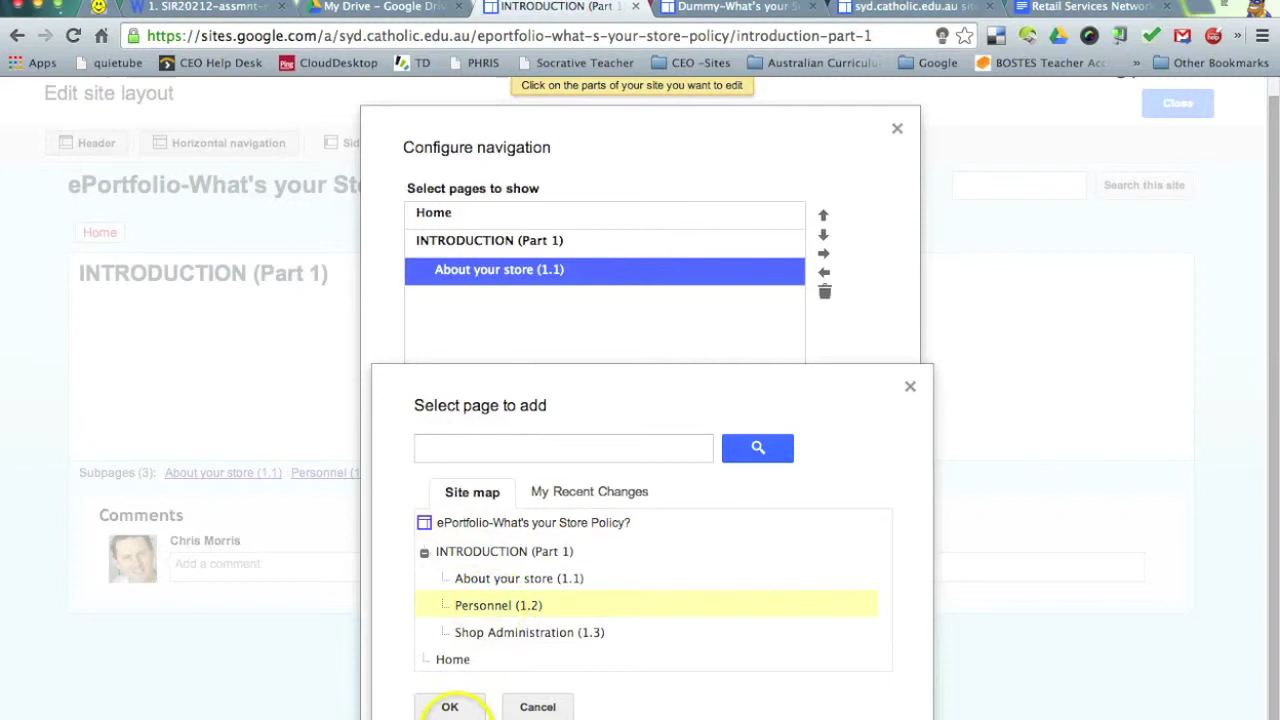 1. SIR20212-assmnt-
My Drive – Google Driv
INTRODUCTION (Part 1
Dummy-What's your S
syd.catholic.edu.au sit
Retail Services Network
https://sites.google.com/a/syd.catholic.edu.au/eportfolio-what-s-your-store-policy/introduction-part-1
Apps quietube CEO Help Desk CloudDesktop TD PHRIS Socrative Teacher CEO -Sites Australian Curriculu Google BOSTES Teacher Acc » Other Bookmarks
Click on the parts of your site you want to edit
Edit site layout
Close
Header Horizontal navigation Sid
ePortfolio-What's your Sto
Search this site
Home
INTRODUCTION (Part 1)
Configure navigation
Select pages to show
Home
INTRODUCTION (Part 1)
About your store (1.1)
Subpages (3): About your store (1.1) Personnel (1
Comments
Chris Morris
Add a comment
Select page to add
Site map My Recent Changes
ePortfolio-What's your Store Policy?
INTRODUCTION (Part 1)
About your store (1.1)
Personnel (1.2)
Shop Administration (1.3)
Home
OK Cancel